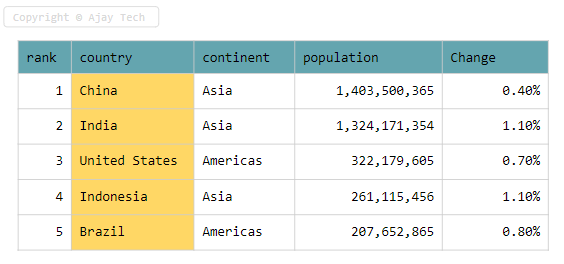 Copyright © Ajay Tech
rank country continent population Change
1 China Asia 1,403,500,365 0.40%
2 India Asia 1,324,171,354 1.10%
3 United States Americas 322,179,605 0.70%
4 Indonesia Asia 261,115,456 1.10%
5 Brazil Americas 207,652,865 0.80%